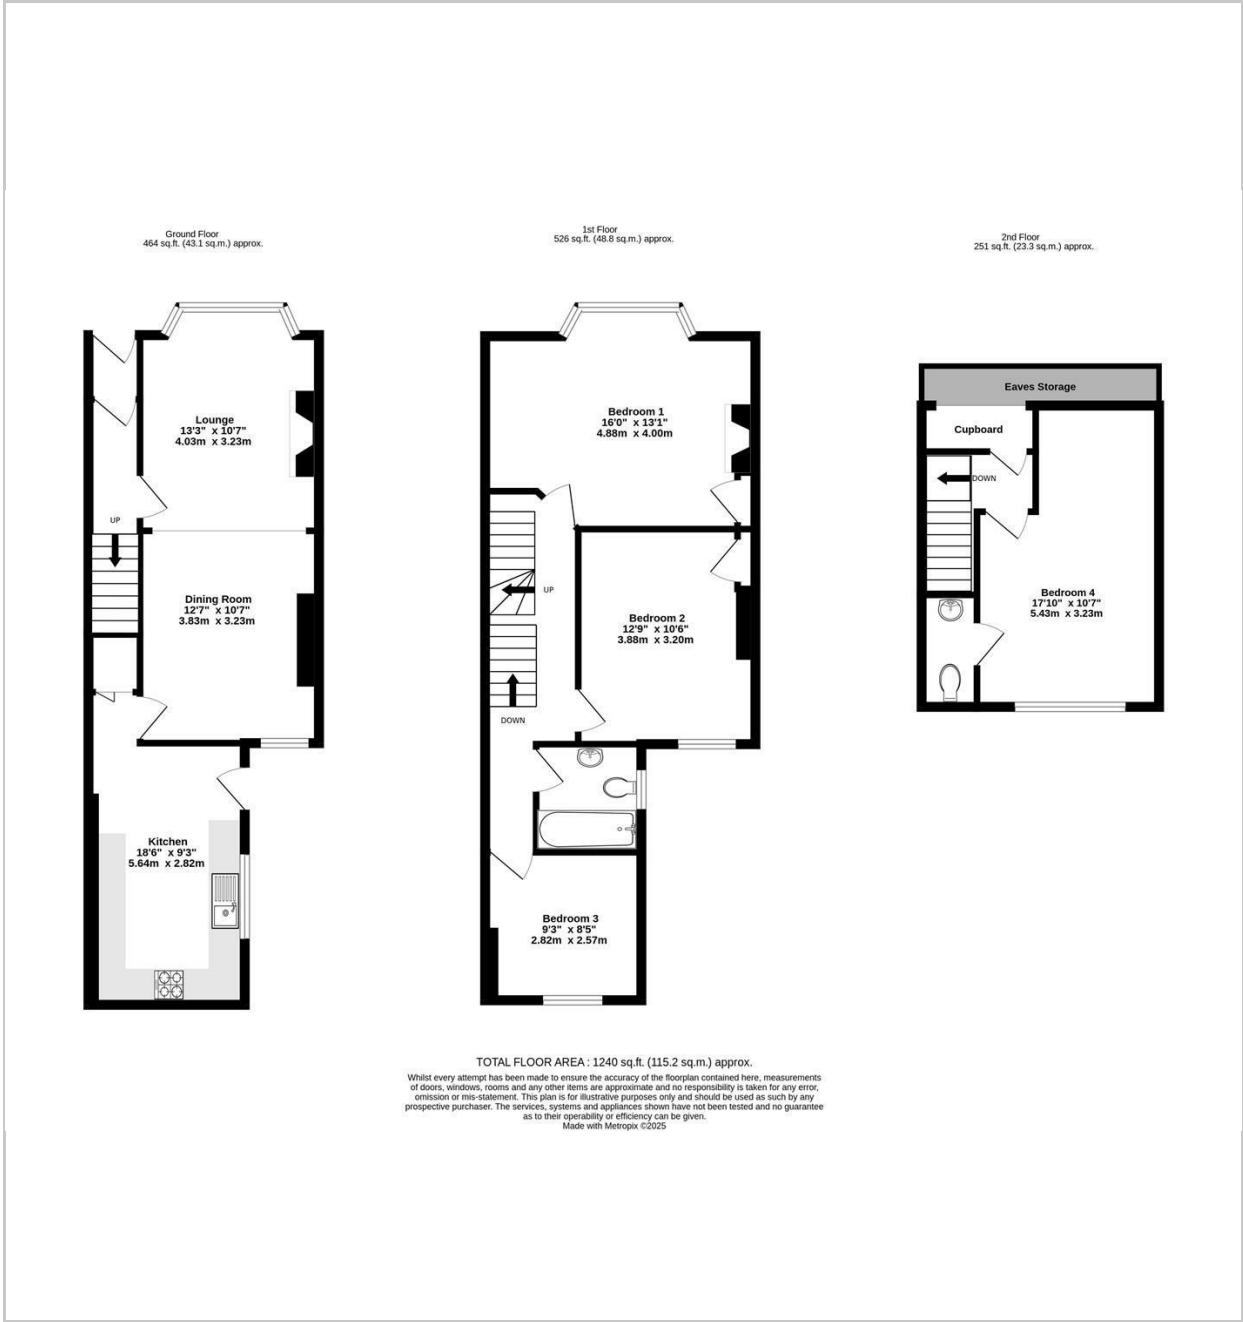 Ground Floor
464 sq.ft. (43.1 sq.m.) approx.
1st Floor
526 sq.ft. (48.8 sq.m.) approx.
2nd Floor
251 sq.ft. (23.3 sq.m.) approx.
Lounge
13'3" x 10'7"
4.03m x 3.23m
UP
Dining Room
12'7" x 10'7"
3.83m x 3.23m
Kitchen
18'6" x 9'3"
5.64m x 2.82m
Bedroom 1
16'0" x 13'1"
4.88m x 4.00m
UP
Bedroom 2
12'9" x 10'6"
3.88m x 3.20m
DOWN
Bedroom 3
9'3" x 8'5"
2.82m x 2.57m
Eaves Storage
Cupboard
DOWN
Bedroom 4
17'10" x 10'7"
5.43m x 3.23m
TOTAL FLOOR AREA : 1240 sq.ft. (115.2 sq.m.) approx.
Whilst every attempt has been made to ensure the accuracy of the floorplan contained here, measurements
of doors, windows, rooms and any other items are approximate and no responsibility is taken for any error,
omission or mis-statement. This plan is for illustrative purposes only and should be used as such by any
prospective purchaser. The services, systems and appliances shown have not been tested and no guarantee
as to their operability or efficiency can be given.
Made with Metropix ©2025